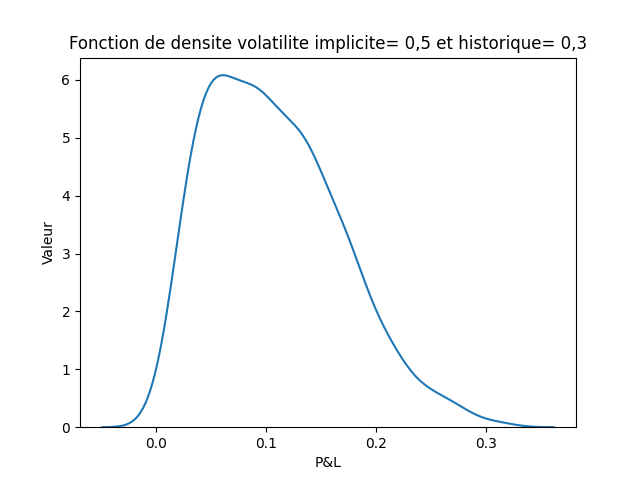 Fonction de densite volatilite implicite= 0,5 et historique= 0,3
Valeur
6
5
4
3
2
1
0
0.0 0.1 0.2 0.3
P&L